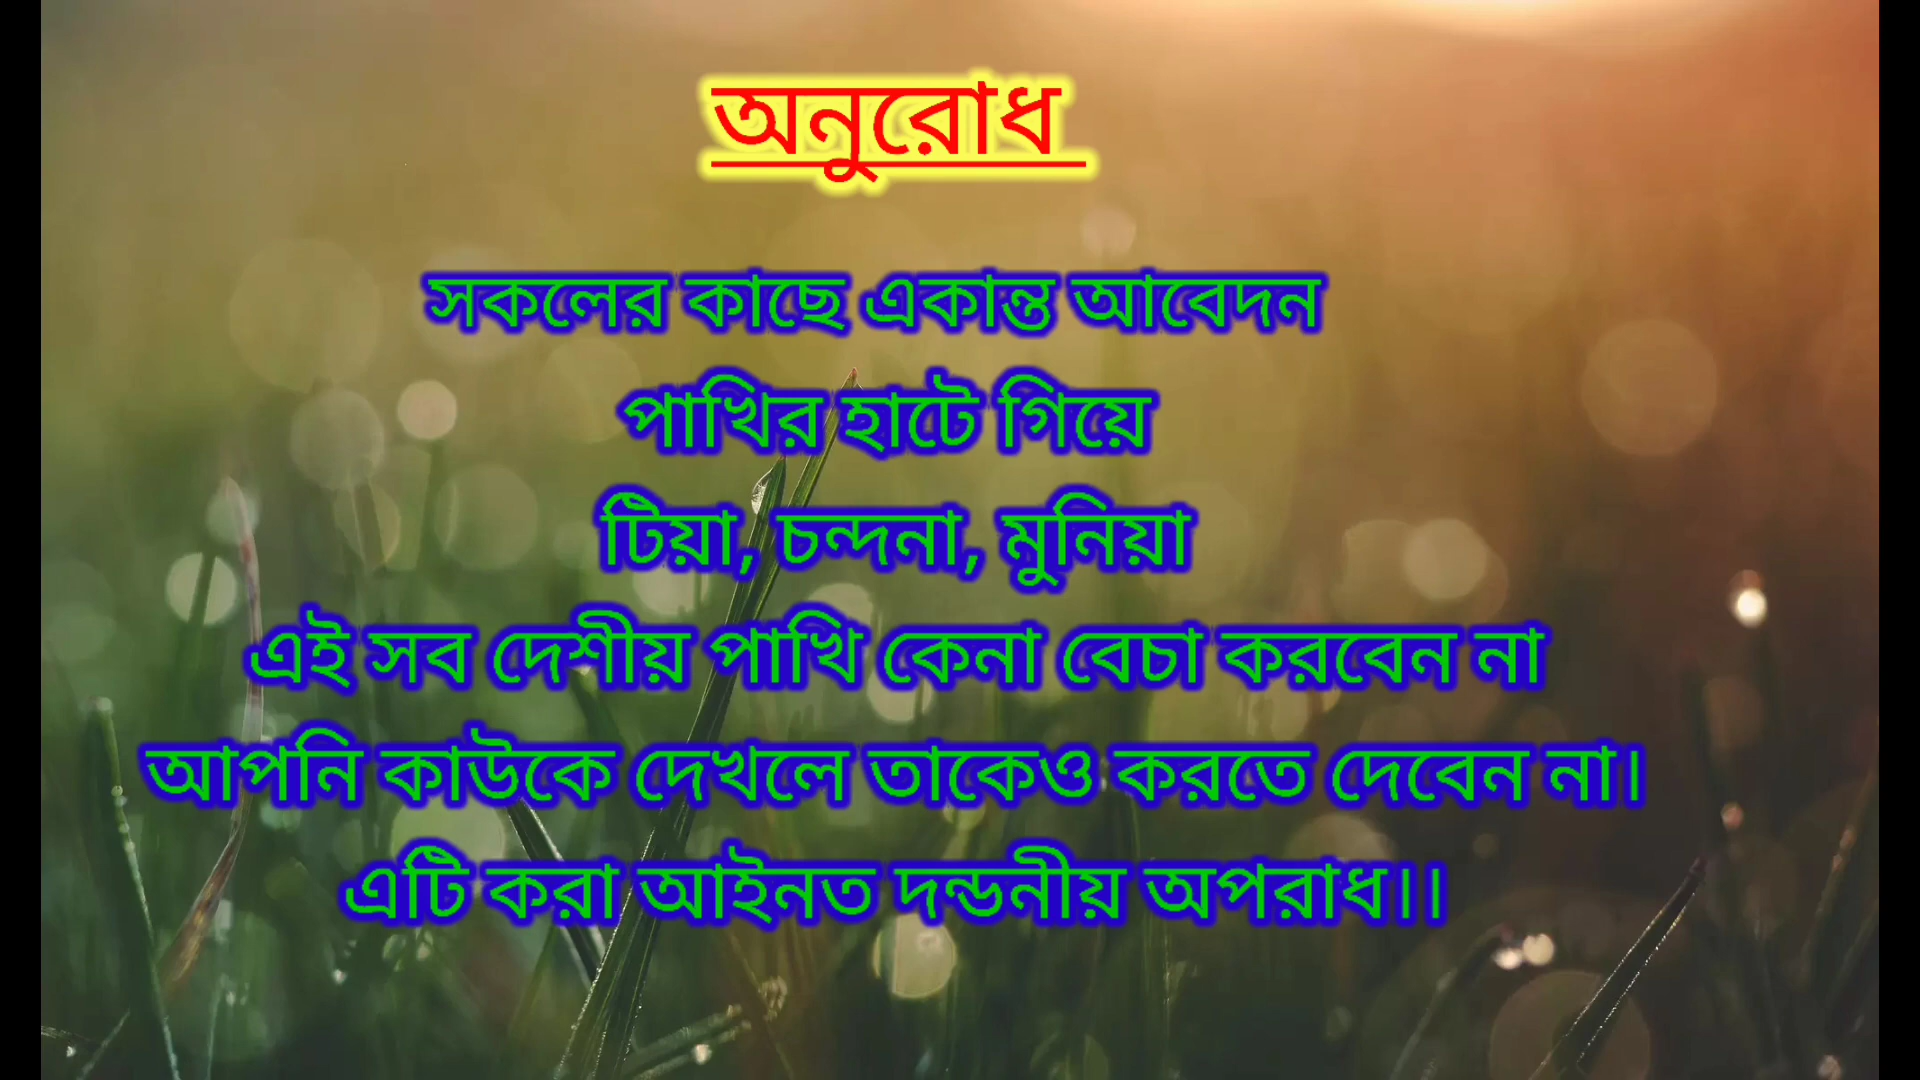 অনুরোধ
সকলের কাছে একান্ত আবেদন
পাখির হাটে গিয়ে
টিয়া, চন্দনা, মুনিয়া
এই সব দেশীয় পাখি কেনা বেচা করবেন না
আপনি কাউকে দেখলে তাকেও করতে দেবেন না।
এটি করা আইনত দন্ডনীয় অপরাধ।।